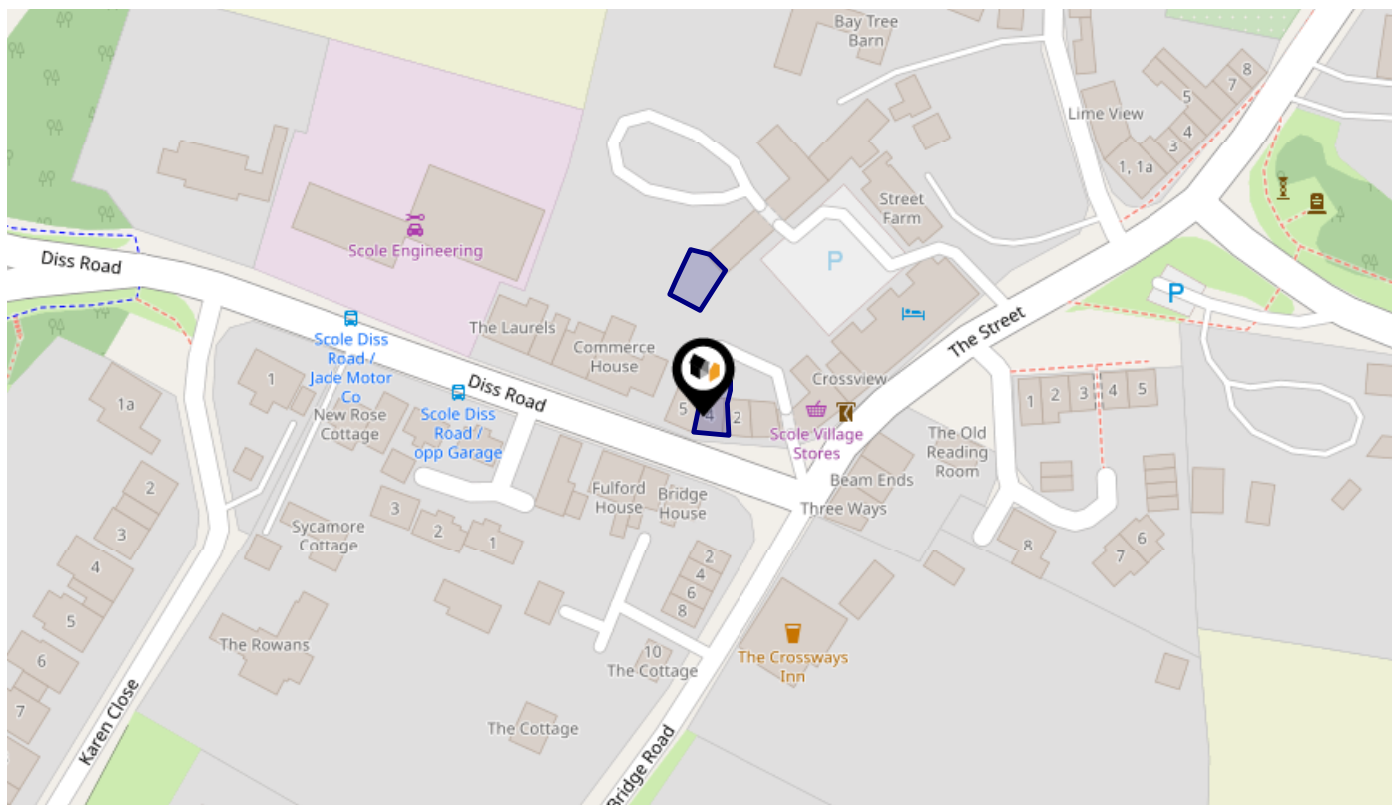 Bay Tree
Barn
8
7
5
Lime View
4
3
1, 1a
Street
Farm
Scole Engineering
P
Diss Road
P
The Street
The Laurels
Scole Diss
Road /
Jade Motor
Co
Commerce
House
Crossview
1
Diss Road
1a
New Rose
Cottage
Scole Diss
Road /
opp Garage
5
4
2
Scole Village
Stores
1
2
3
4
5
The Old
Reading
Room
Beam Ends
Three Ways
Fulford
House
Bridge
House
2
3
3
2
1
Sycamore
Cottage
2
4
6
8
8
6
7
4
5
6
7
The Rowans
10
The Cottage
The Crossways
Inn
The Cottage
Karen Close
Bridge Road